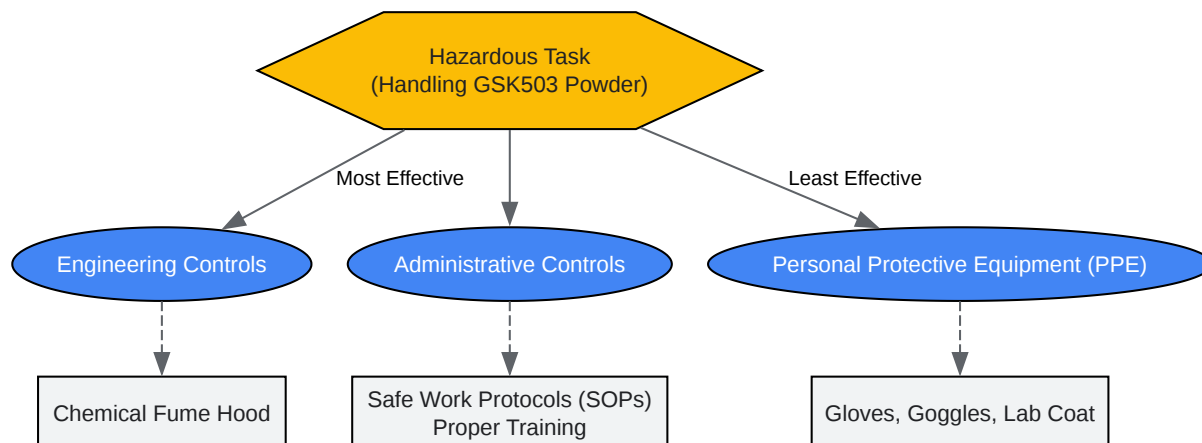 Hazardous Task
(Handling GSK503 Powder)
Most Effective
Least Effective
Engineering Controls
Administrative Controls
Personal Protective Equipment (PPE)
Chemical Fume Hood
Safe Work Protocols (SOPs)
Proper Training
Gloves, Goggles, Lab Coat